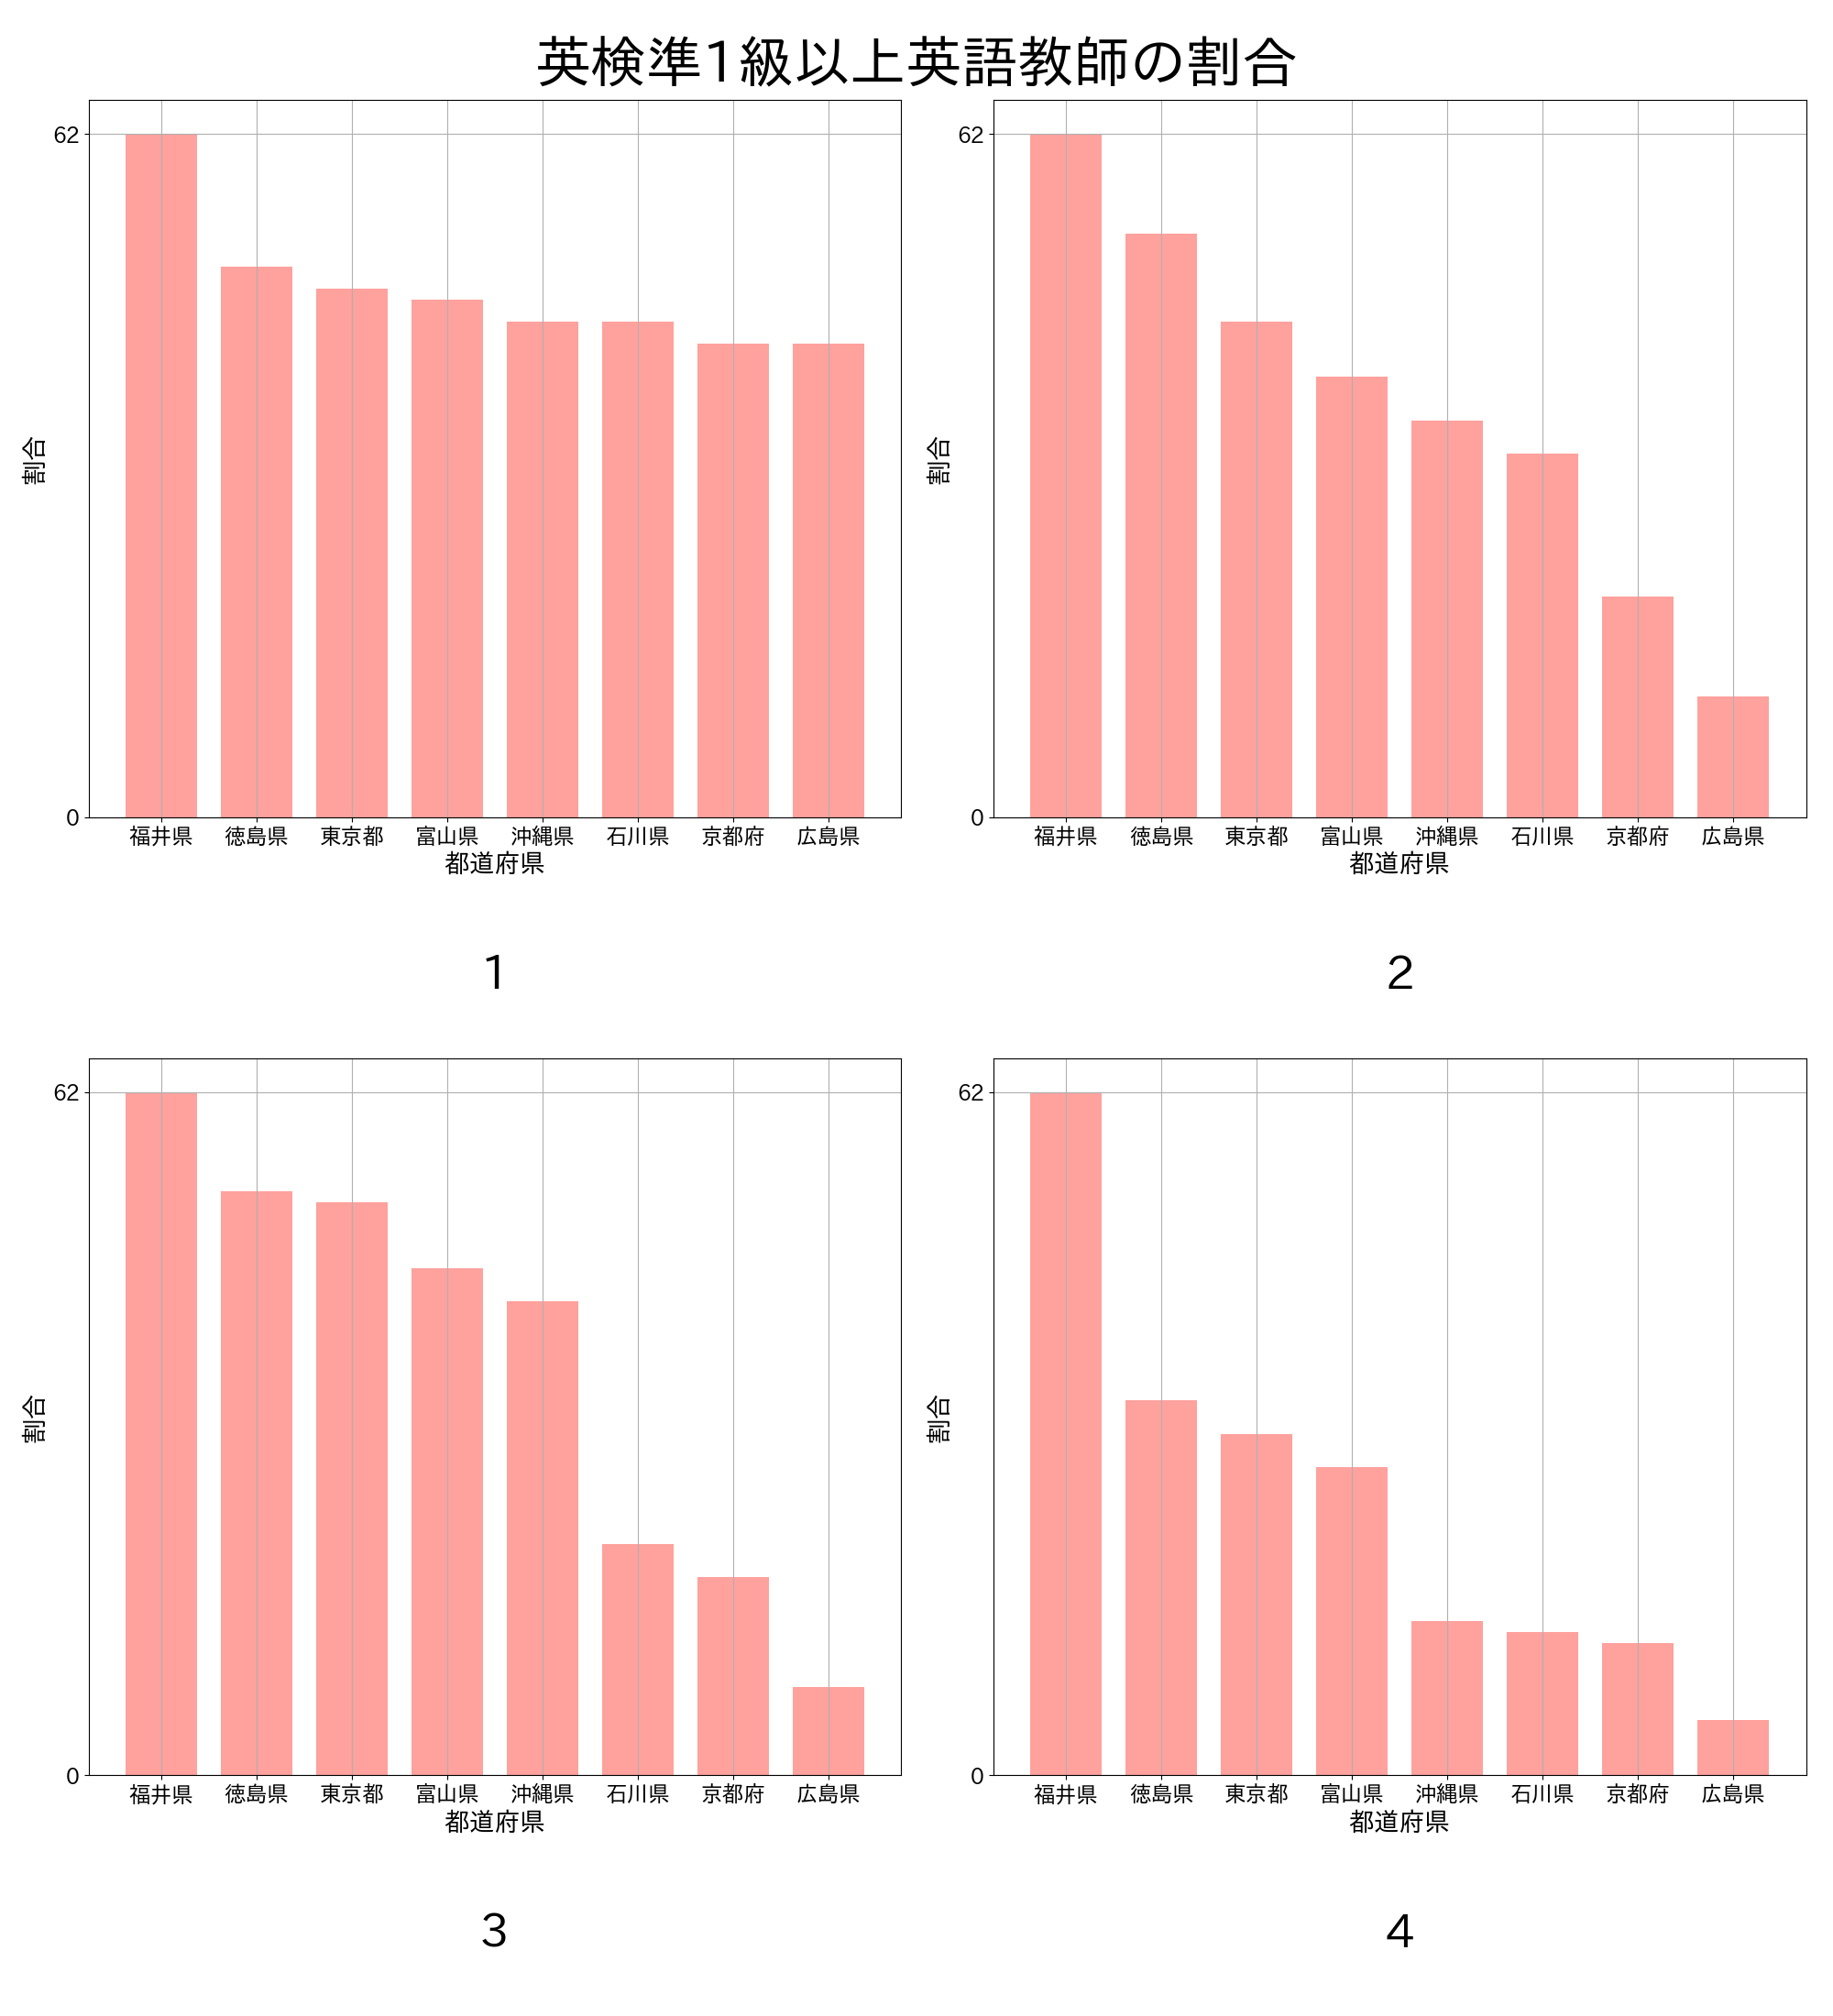 英検準1級以上英語教師の割合
62
0
割合
福井県 徳島県 東京都 富山県 沖縄県 石川県 京都府 広島県
都道府県
1
62
0
割合
福井県 徳島県 東京都 富山県 沖縄県 石川県 京都府 広島県
都道府県
2
62
0
割合
福井県 徳島県 東京都 富山県 沖縄県 石川県 京都府 広島県
都道府県
3
62
0
割合
福井県 徳島県 東京都 富山県 沖縄県 石川県 京都府 広島県
都道府県
4